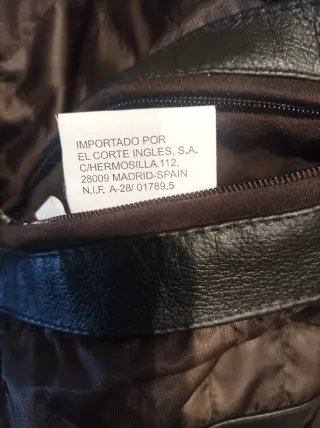 IMPORTADO POR
EL CORTE INGLES, S.A.
C/HERMOSILLA 112,
28009 MADRID-SPAIN
N.I.F. A-28/ 01789.5